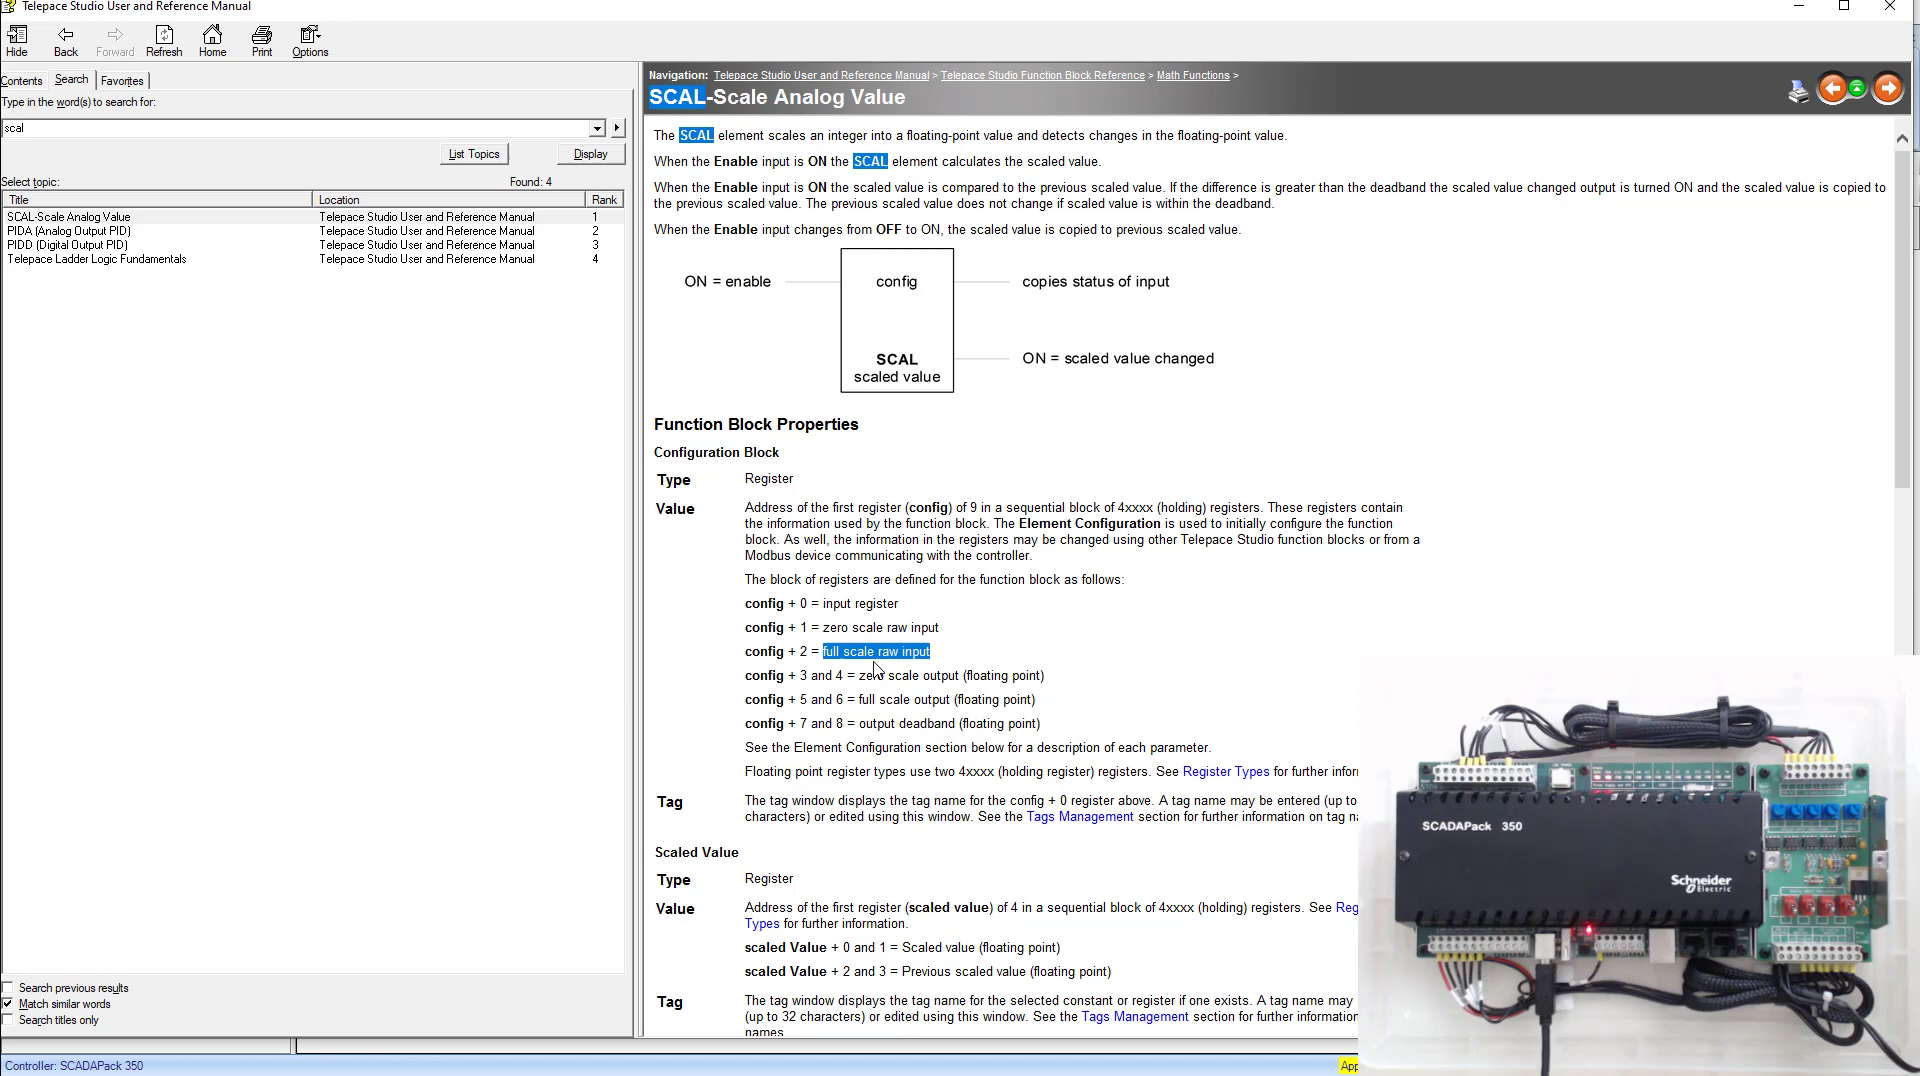 Telepace Studio User and Reference Manual
Hide Back Forward Refresh Home Print Options
Contents Search Favorites
Type in the word(s) to search for:
scal
List Topics Display
Select topic: Found: 4
Title Location Rank
SCAL-Scale Analog Value Telepace Studio User and Reference Manual 1
PIDA (Analog Output PID) Telepace Studio User and Reference Manual 2
PIDD (Digital Output PID) Telepace Studio User and Reference Manual 3
Telepace Ladder Logic Fundamentals Telepace Studio User and Reference Manual 4
Search previous results
Match similar words
Search titles only
Navigation: Telepace Studio User and Reference Manual > Telepace Studio Function Block Reference > Math Functions >
SCAL-Scale Analog Value
The SCAL element scales an integer into a floating-point value and detects changes in the floating-point value.
When the Enable input is ON the SCAL element calculates the scaled value.
When the Enable input is ON the scaled value is compared to the previous scaled value. If the difference is greater than the deadband the scaled value changed output is turned ON and the scaled value is copied to
the previous scaled value. The previous scaled value does not change if scaled value is within the deadband.
When the Enable input changes from OFF to ON, the scaled value is copied to previous scaled value.
ON = enable config copies status of input
SCAL ON = scaled value changed
scaled value
Function Block Properties
Configuration Block
Type Register
Value Address of the first register (config) of 9 in a sequential block of 4xxxx (holding) registers. These registers contain
the information used by the function block. The Element Configuration is used to initially configure the function
block. As well, the information in the registers may be changed using other Telepace Studio function blocks or from a
Modbus device communicating with the controller.
The block of registers are defined for the function block as follows:
config + 0 = input register
config + 1 = zero scale raw input
config + 2 = full scale raw input
config + 3 and 4 = zero scale output (floating point)
config + 5 and 6 = full scale output (floating point)
config + 7 and 8 = output deadband (floating point)
See the Element Configuration section below for a description of each parameter.
Floating point register types use two 4xxxx (holding register) registers. See Register Types for further infor
Tag The tag window displays the tag name for the config + 0 register above. A tag name may be entered (up to
characters) or edited using this window. See the Tags Management section for further information on tag n
Scaled Value
Type Register
Value Address of the first register (scaled value) of 4 in a sequential block of 4xxxx (holding) registers. See Reg
Types for further information.
scaled Value + 0 and 1 = Scaled value (floating point)
scaled Value + 2 and 3 = Previous scaled value (floating point)
Tag The tag window displays the tag name for the selected constant or register if one exists. A tag name may
(up to 32 characters) or edited using this window. See the Tags Management section for further information
names
Controller: SCADAPack 350
App
SCADAPack 350
Schneider
Electric